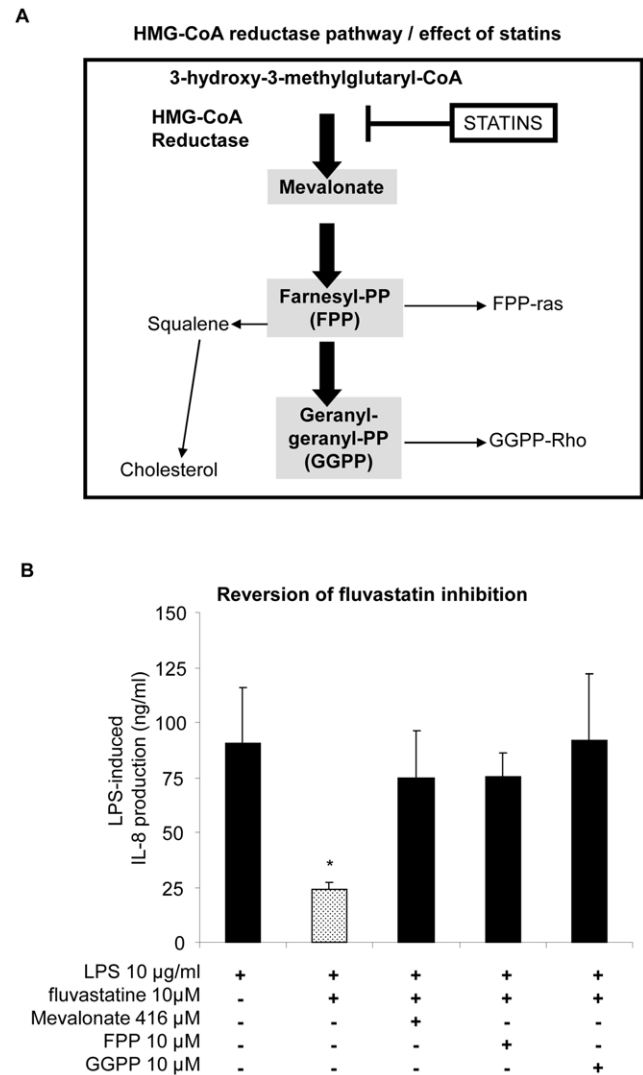 A
HMG-CoA reductase pathway / effect of statins
3-hydroxy-3-methylglutaryl-CoA
HMG-CoA
Reductase
STATINS
Mevalonate
Farnesyl-PP
(FPP)
FPP-ras
Squalene
Geranyl-
geranyl-PP
(GGPP)
GGPP-Rho
Cholesterol
B
Reversion of fluvastatin inhibition
LPS-induced
IL-8 production (ng/ml)
150
125
100
75
50
25
0
*
LPS 10 µg/ml + + + + +
fluvastatine 10µM - + + + +
Mevalonate 416 µM - - + - -
FPP 10 µM - - - + -
GGPP 10 µM - - - - +